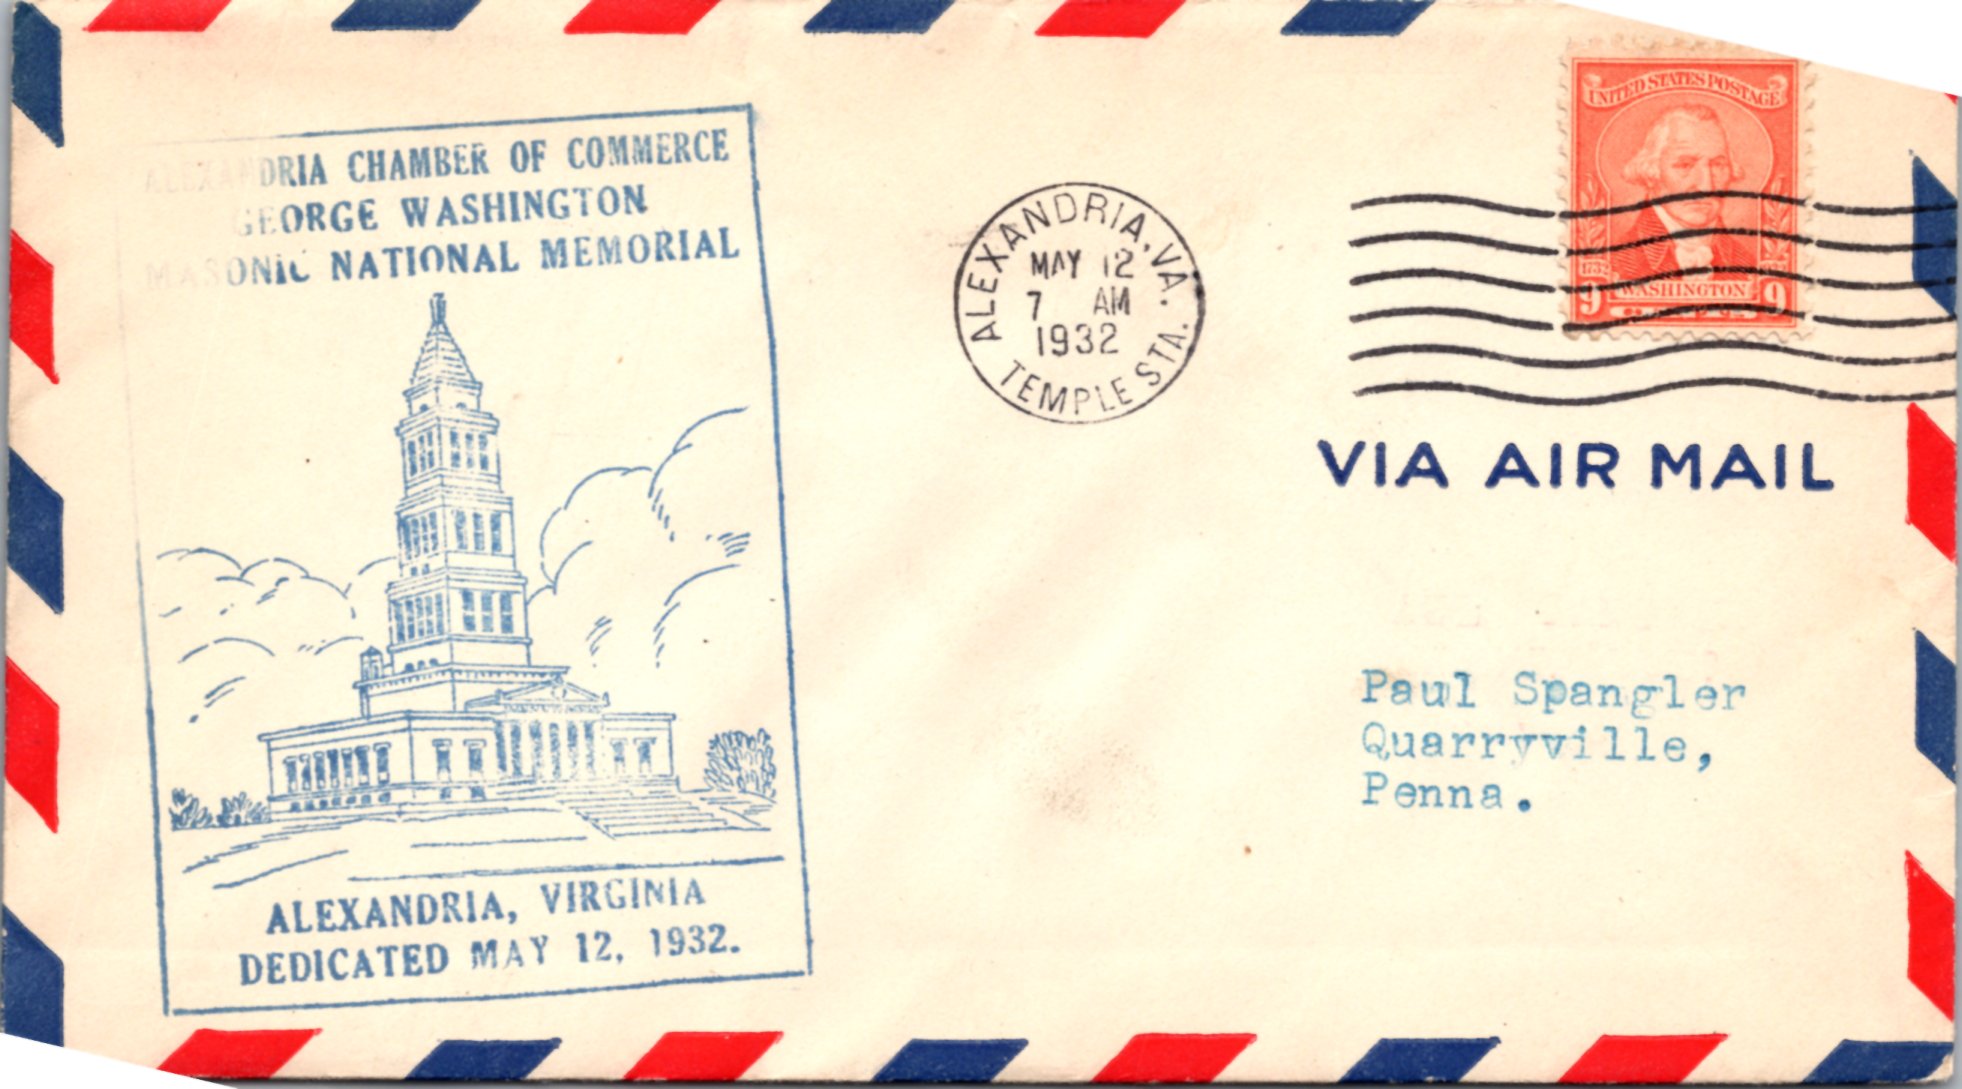 ALEXANDRIA CHAMBER OF COMMERCE
GEORGE WASHINGTON
MASONIC NATIONAL MEMORIAL
ALEXANDRIA, VIRGINIA
DEDICATED MAY 12, 1932.
ALEXANDRIA, VA.
MAY 12
7 AM
1932
TEMPLE STA.
UNITED STATES POSTAGE
1732
WASHINGTON
9 9
VIA AIR MAIL
Paul Spangler
Quarryville,
Penna.